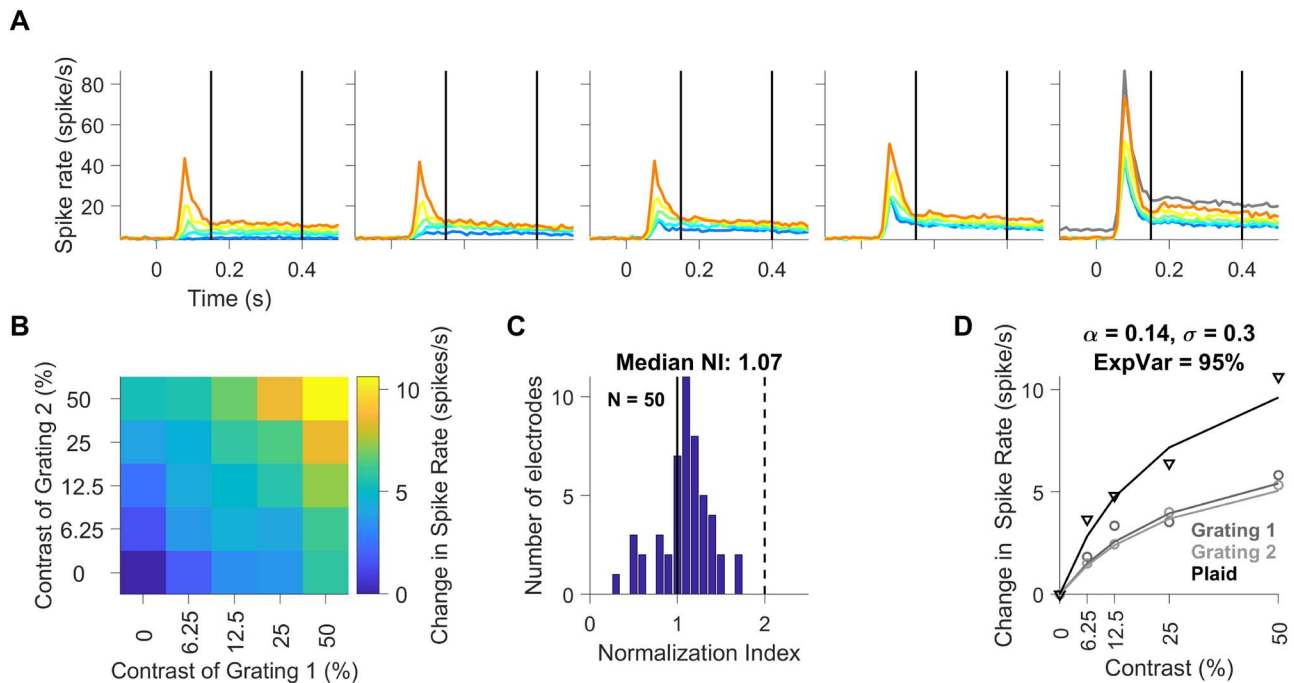 A
Spike rate (spike/s)
80
60
40
20
0 0.2 0.4
0 0.2 0.4
0 0.2 0.4
Time (s)
B
Contrast of Grating 2 (%)
50
25
12.5
6.25
0
0 6.25 12.5 25 50
Contrast of Grating 1 (%)
10
5
0
Change in Spike Rate (spikes/s)
C
Median NI: 1.07
N = 50
Number of electrodes
10
5
0
0 1 2
Normalization Index
D
α = 0.14, σ = 0.3
ExpVar = 95%
Change in Spike Rate (spike/s)
10
5
0
Grating 1
Grating 2
Plaid
0 6.25 12.5 25 50
Contrast (%)